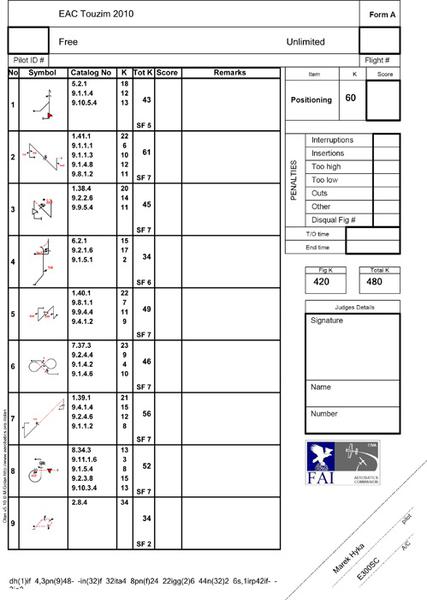 EAC Touzim 2010
Form A
Free
Unlimited
Pilot ID #
Flight #
No Symbol Catalog No K Tot K Score Remarks
1
5.2.1 18
9.1.1.4 12
9.10.5.4 13
43
SF 5
2
1.41.1 22
9.1.1.1 6
9.1.1.3 10
9.1.4.8 12
9.8.1.2 11
61
SF 7
3
1.38.4 20
9.2.2.6 14
9.9.5.4 11
45
SF 7
4
6.2.1 15
9.2.1.6 17
9.1.5.1 2
34
SF 6
5
1.40.1 22
9.8.1.1 7
9.9.4.4 11
9.4.1.2 9
49
SF 7
6
7.37.3 23
9.2.4.4 9
9.1.4.2 4
9.1.4.6 10
46
SF 7
7
1.39.1 21
9.4.1.4 15
9.2.4.6 12
9.1.1.2 8
56
SF 7
8
8.34.3 13
9.11.1.6 3
9.1.5.4 8
9.2.3.8 15
9.10.3.4 13
52
SF 7
9
2.8.4 34
34
SF 2
Item K Score
Positioning 60
PENALTIES
Interruptions
Insertions
Too high
Too low
Outs
Other
Disqual Fig #
T/O time
End time
Fig K
420
Total K
480
Judges Details
Signature
Name
Number
FAI
CIVA
AEROBATICS
COMMISSION
Marek Hyka
pilot
E300SC
A/C
dh(1)if 4,3pn(9)48- -in(32)f 32ita4 8pn(f)24 22igg(2)6 44n(32)2 6s,1irp42if- -